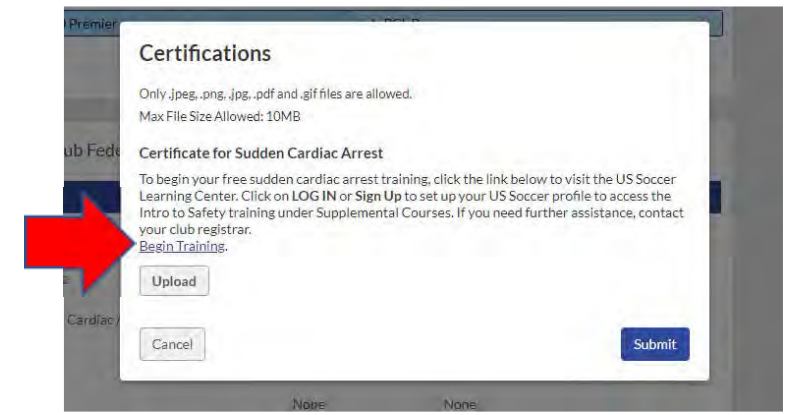 Premier
Certifications
Only .jpeg, .png, .jpg, .pdf and .gif files are allowed.
Max File Size Allowed: 10MB
ub Fede
Certificate for Sudden Cardiac Arrest
To begin your free sudden cardiac arrest training, click the link below to visit the US Soccer
Learning Center. Click on LOG IN or Sign Up to set up your US Soccer profile to access the
Intro to Safety training under Supplemental Courses. If you need further assistance, contact
your club registrar.
Begin Training.
Upload
Cardiac
Cancel
Submit
None None